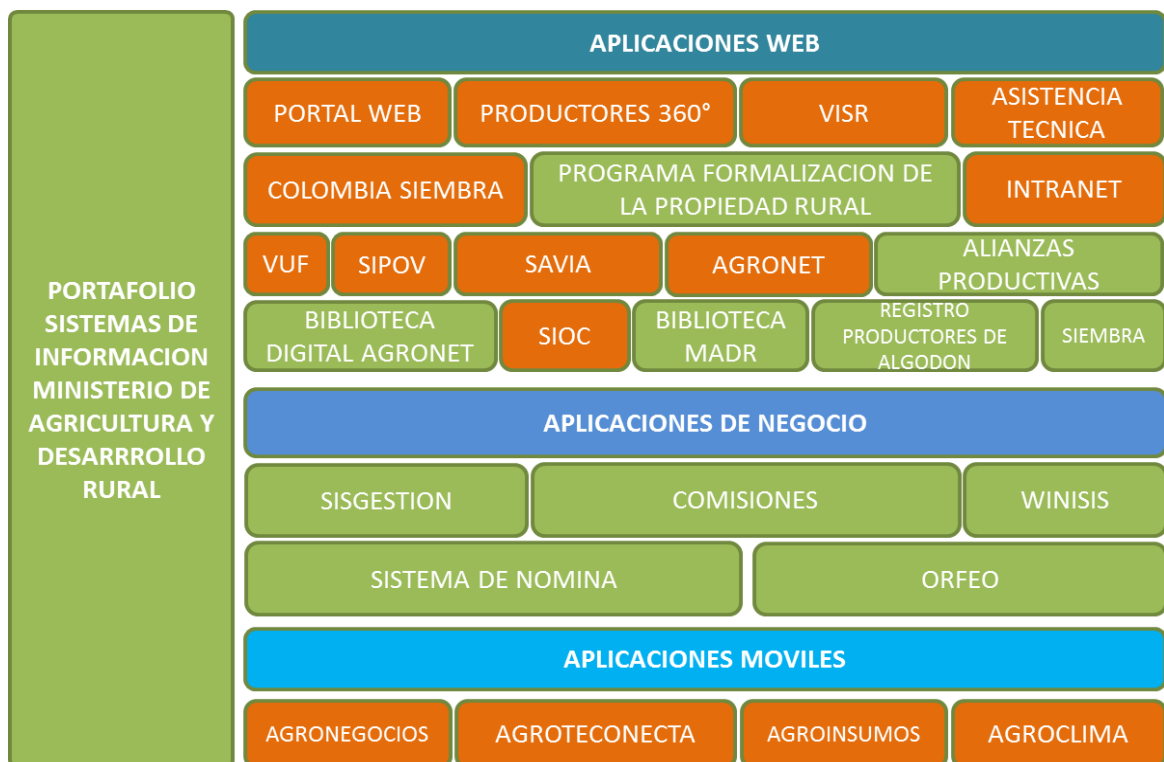 PORTAFOLIO
SISTEMAS DE
INFORMACION
MINISTERIO DE
AGRICULTURA Y
DESARRROLLO
RURAL
APLICACIONES WEB
PORTAL WEB
PRODUCTORES 360°
VISR
ASISTENCIA
TECNICA
COLOMBIA SIEMBRA
PROGRAMA FORMALIZACION DE
LA PROPIEDAD RURAL
INTRANET
VUF
SIPOV
SAVIA
AGRONET
ALIANZAS
PRODUCTIVAS
BIBLIOTECA
DIGITAL AGRONET
SIOC
BIBLIOTECA
MADR
REGISTRO
PRODUCTORES DE
ALGODON
SIEMBRA
APLICACIONES DE NEGOCIO
SISGESTION
COMISIONES
WINISIS
SISTEMA DE NOMINA
ORFEO
APLICACIONES MOVILES
AGRONEGOCIOS
AGROTECONECTA
AGROINSUMOS
AGROCLIMA